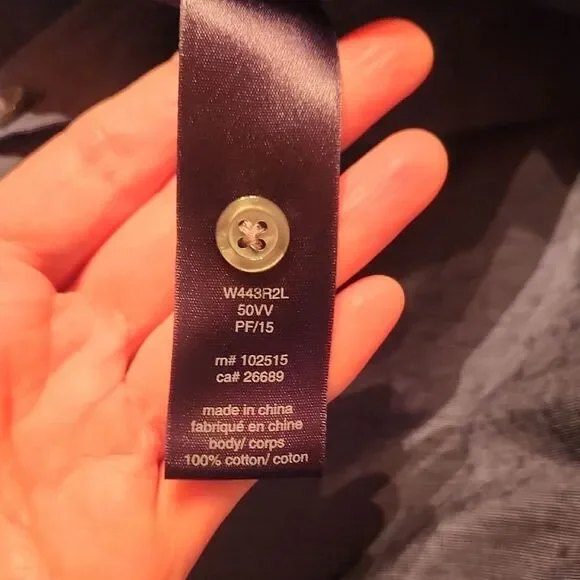 W443R2L
50VV
PF/15
rn# 102515
ca# 26689
made in china
fabriqué en chine
body/ corps
100% cotton/ coton